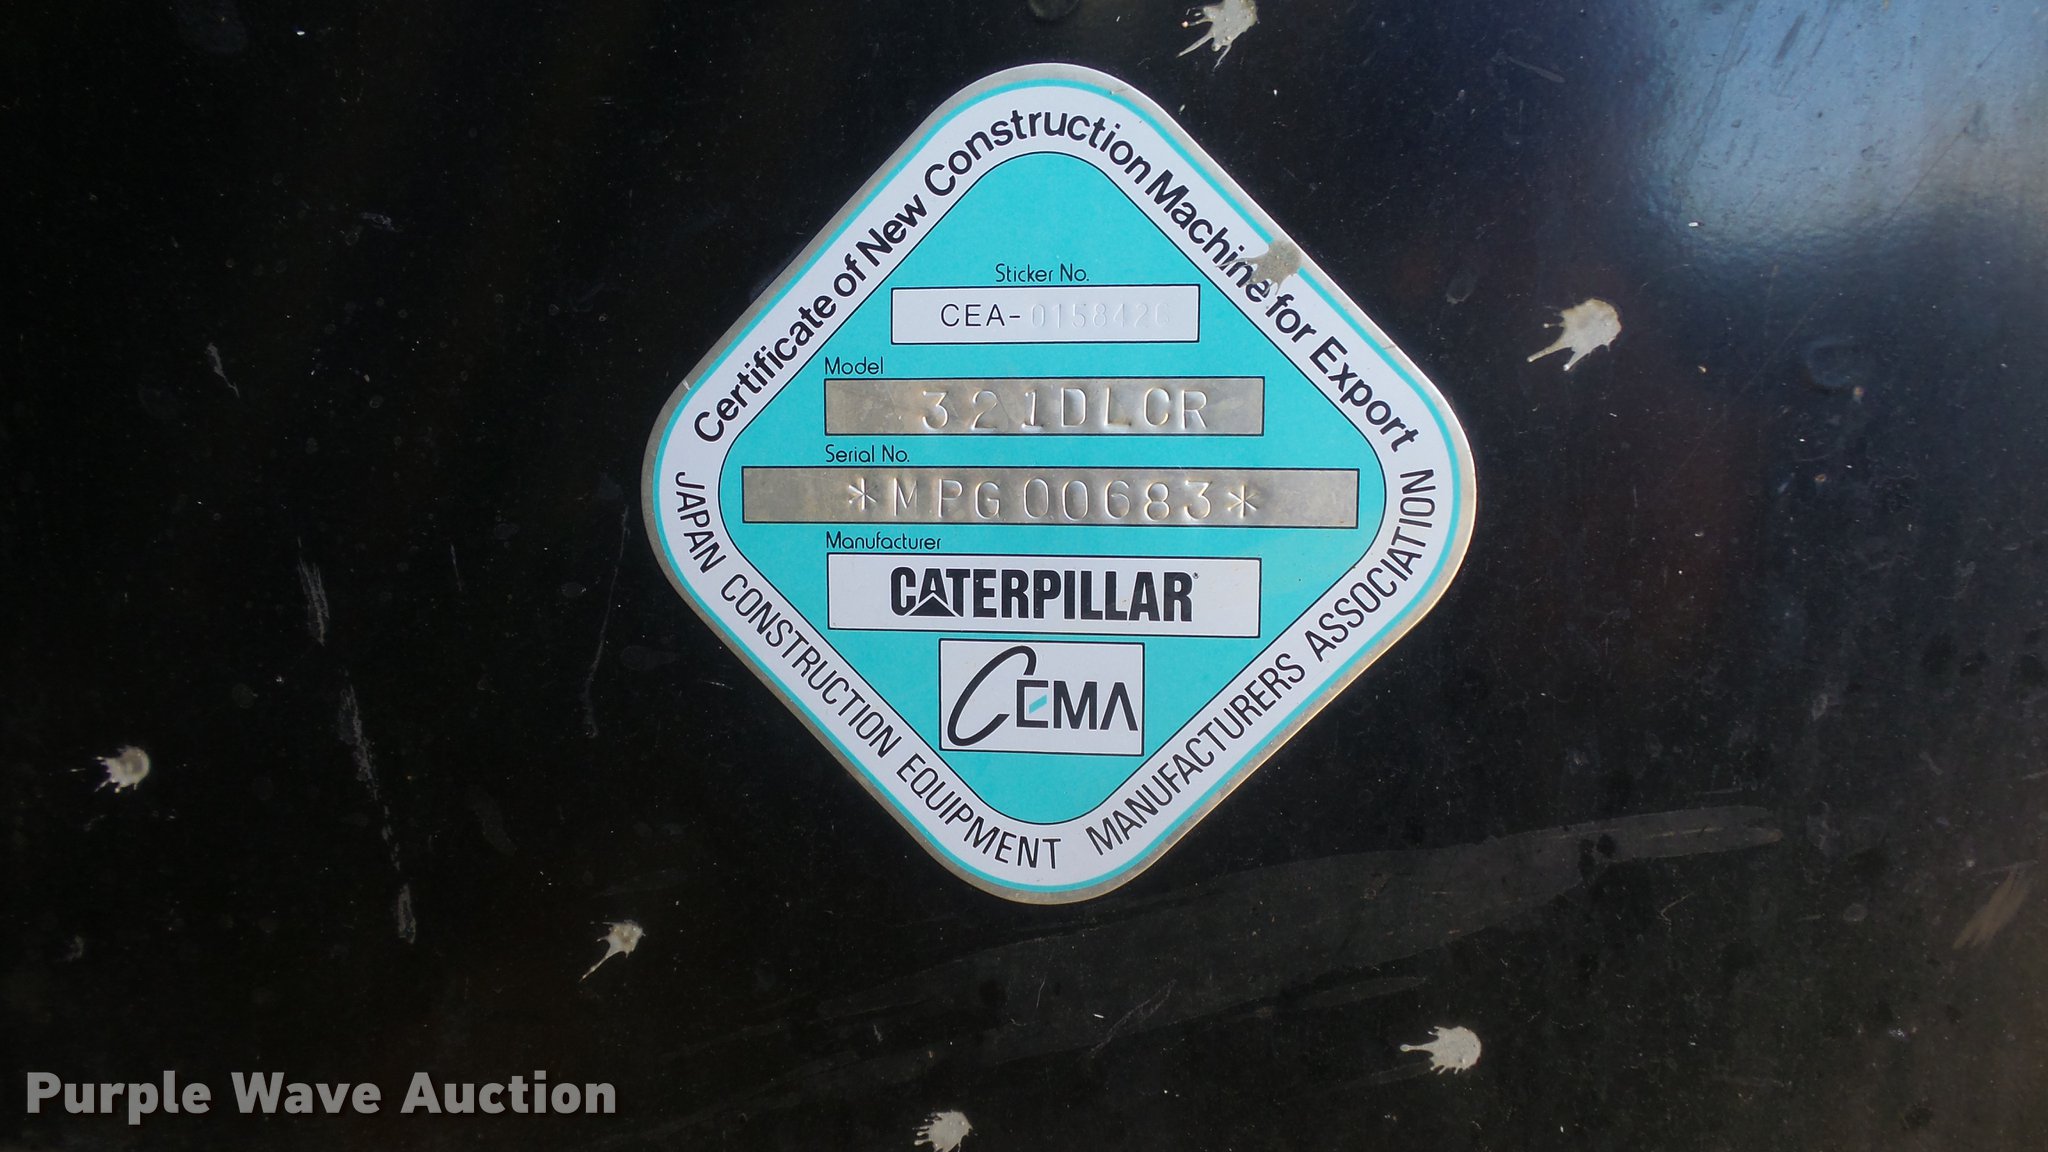 Certificate of New Construction Machine for Export
Sticker No.
CEA-0158426
Model
321DLCR
Serial No.
*MPG00683*
Manufacturer
CATERPILLAR®
CEMA
JAPAN CONSTRUCTION EQUIPMENT MANUFACTURERS ASSOCIATION
Purple Wave Auction